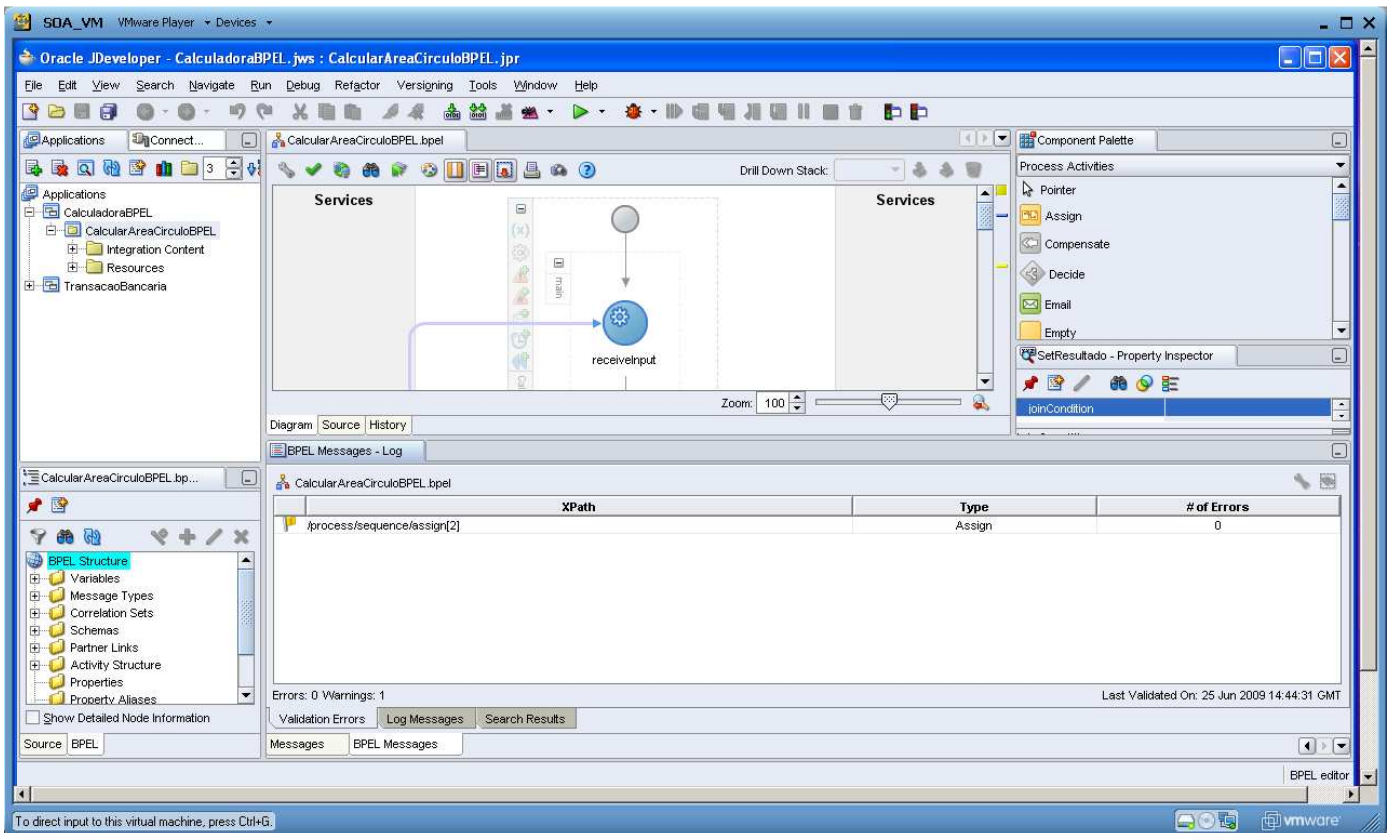 SOA_VM VMware Player Devices
Oracle JDeveloper - CalculadoraBPEL.jws : CalcularAreaCirculoBPEL.jpr
File Edit View Search Navigate Run Debug Refactor Versioning Tools Window Help
Applications Connect...
3
Applications
CalculadoraBPEL
CalcularAreaCirculoBPEL
Integration Content
Resources
TransacaoBancaria
CalcularAreaCirculoBPEL.bpel
Drill Down Stack:
Services
main
receiveInput
Services
Zoom: 100
Diagram Source History
Component Palette
Process Activities
Pointer
Assign
Compensate
Decide
Email
Empty
SetResultado - Property Inspector
joinCondition
CalcularAreaCirculoBPEL.bp...
BPEL Structure
Variables
Message Types
Correlation Sets
Schemas
Partner Links
Activity Structure
Properties
Property Aliases
Show Detailed Node Information
Source BPEL
BPEL Messages - Log
CalcularAreaCirculoBPEL.bpel
XPath Type # of Errors
/process/sequence/assign[2] Assign 0
Errors: 0 Warnings: 1 Last Validated On: 25 Jun 2009 14:44:31 GMT
Validation Errors Log Messages Search Results
Messages BPEL Messages
BPEL editor
To direct input to this virtual machine, press Ctrl+G.
vmware